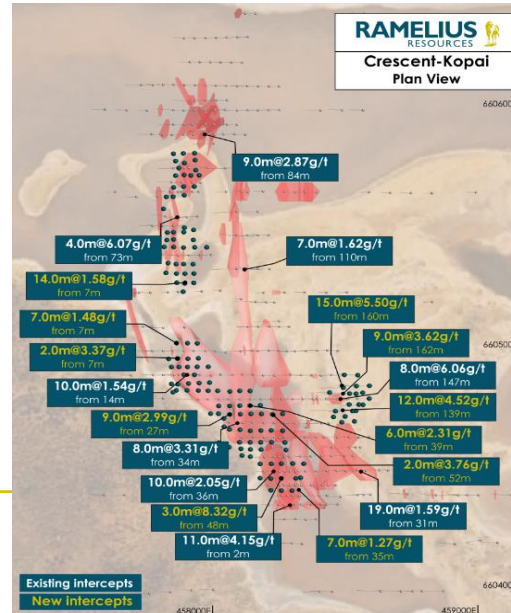 RAMELIUS
RESOURCES
Crescent-Kopai
Plan View
660600
9.0m@2.87g/t
from 84m
4.0m@6.07g/t
from 73m
7.0m@1.62g/t
from 110m
14.0m@1.58g/t
from 7m
15.0m@5.50g/t
from 160m
7.0m@1.48g/t
from 7m
9.0m@3.62g/t
from 162m
660500
2.0m@3.37g/t
from 7m
8.0m@6.06g/t
from 147m
10.0m@1.54g/t
from 14m
12.0m@4.52g/t
from 139m
9.0m@2.99g/t
from 27m
6.0m@2.31g/t
from 39m
8.0m@3.31g/t
from 34m
2.0m@3.76g/t
from 52m
10.0m@2.05g/t
from 36m
19.0m@1.59g/t
from 31m
3.0m@8.32g/t
from 48m
11.0m@4.15g/t
from 2m
7.0m@1.27g/t
from 35m
Existing intercepts
New intercepts
660400
458000E
459000E